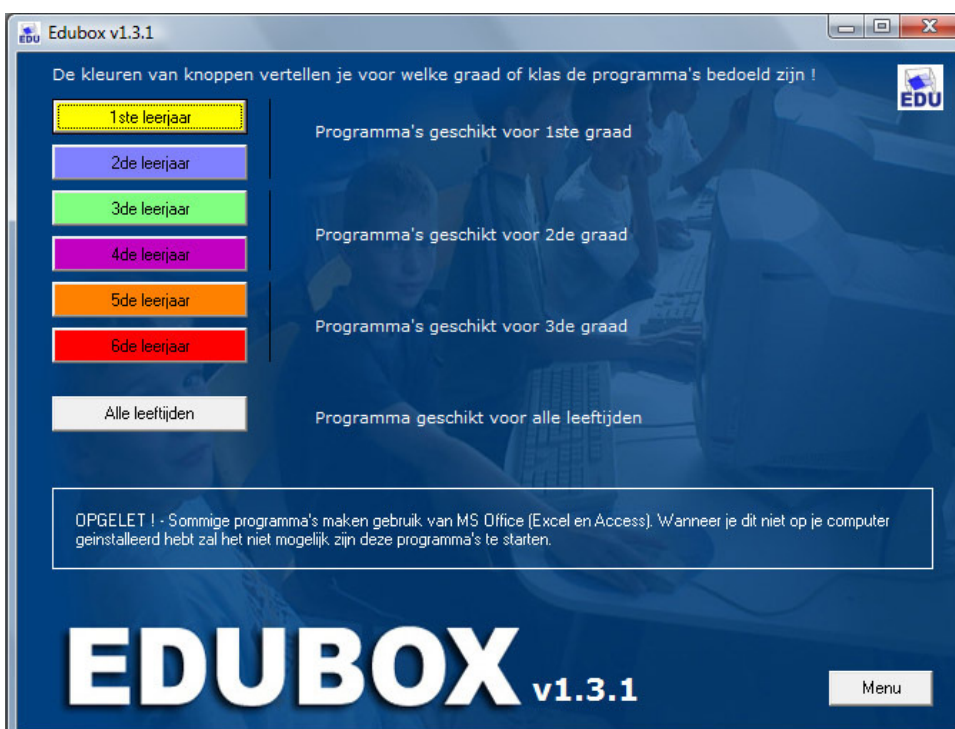 Edubox v1.3.1
De kleuren van knoppen vertellen je voor welke graad of klas de programma's bedoeld zijn !
EDU
1ste leerjaar
Programma's geschikt voor 1ste graad
2de leerjaar
3de leerjaar
Programma's geschikt voor 2de graad
4de leerjaar
5de leerjaar
Programma's geschikt voor 3de graad
6de leerjaar
Alle leeftijden
Programma geschikt voor alle leeftijden
OPGELET ! - Sommige programma's maken gebruik van MS Office (Excel en Access). Wanneer je dit niet op je computer
geinstalleerd hebt zal het niet mogelijk zijn deze programma's te starten.
EDUBOX v1.3.1
Menu